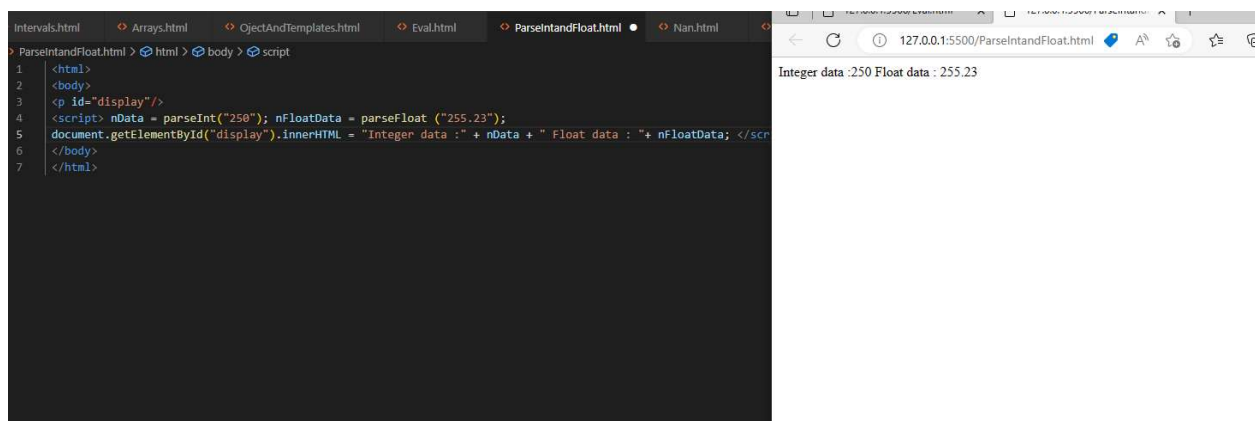 Intervals.html Arrays.html OjectAndTemplates.html Eval.html ParseIntandFloat.html Nan.html
ParseIntandFloat.html > html > body > script
1 <html>
2 <body>
3 <p id="display"/>
4 <script> nData = parseInt("250"); nFloatData = parseFloat ("255.23");
5 document.getElementById("display").innerHTML = "Integer data :" + nData + " Float data : "+ nFloatData; </scr
6 </body>
7 </html>
127.0.0.1:5500/ParseIntandFloat.html
Integer data :250 Float data : 255.23